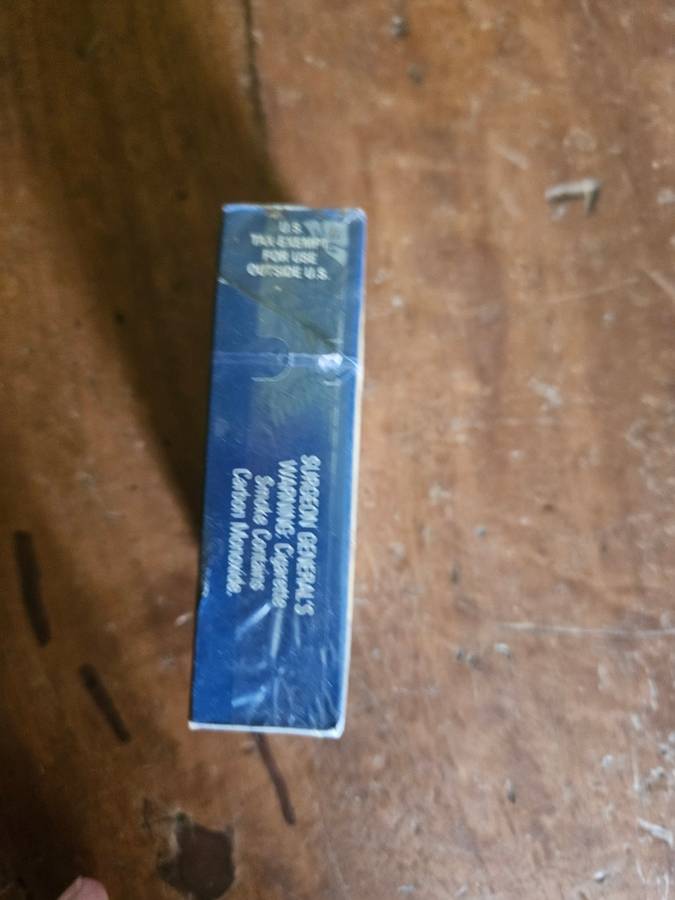 U.S.
TAX-EXEMPT
FOR USE
OUTSIDE U.S.
SURGEON GENERAL'S
WARNING: Cigarette
Smoke Contains
Carbon Monoxide.